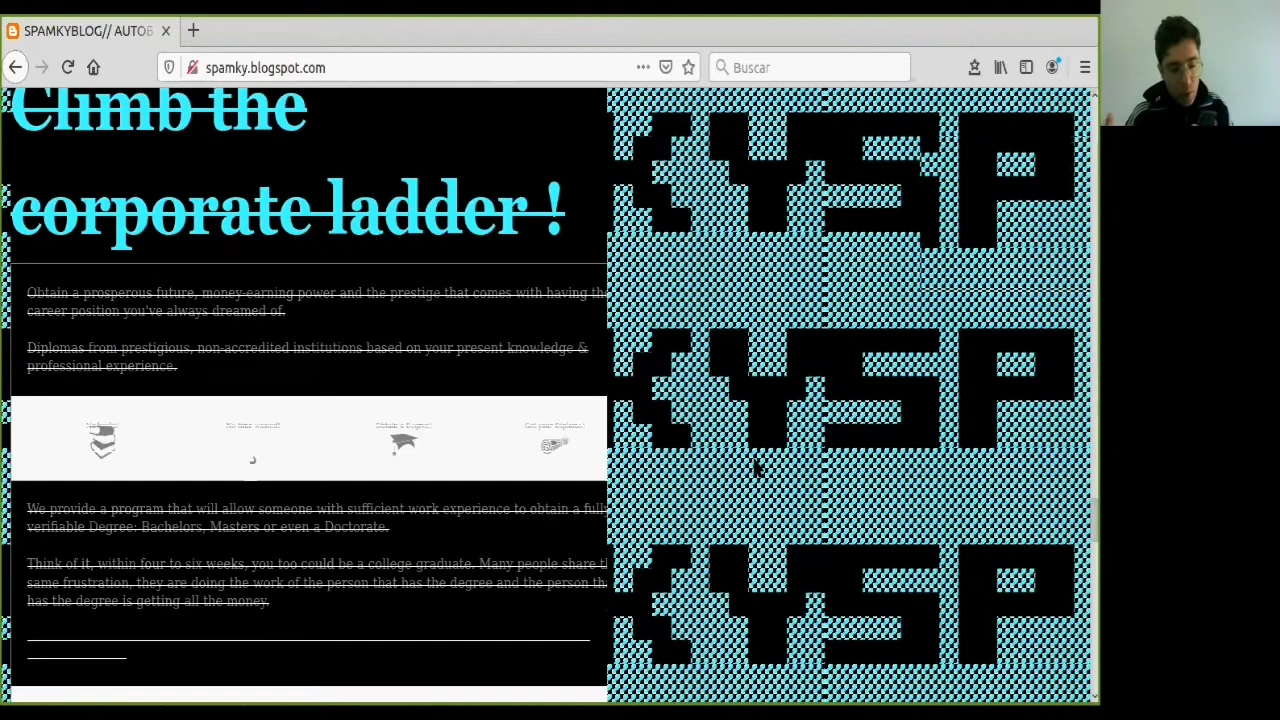 SPAMKYBLOG// AUTOB
spamky.blogspot.com
Buscar
Climb the
corporate ladder !
Obtain a prosperous future, money-earning power and the prestige that comes with having the
career position you've always dreamed of.
Diplomas from prestigious, non-accredited institutions based on your present knowledge &
professional experience.
We provide a program that will allow someone with sufficient work experience to obtain a full
verifiable Degree: Bachelors, Masters or even a Doctorate.
Think of it, within four to six weeks, you too could be a college graduate. Many people share t
same frustration, they are doing the work of the person that has the degree and the person th
has the degree is getting all the money.